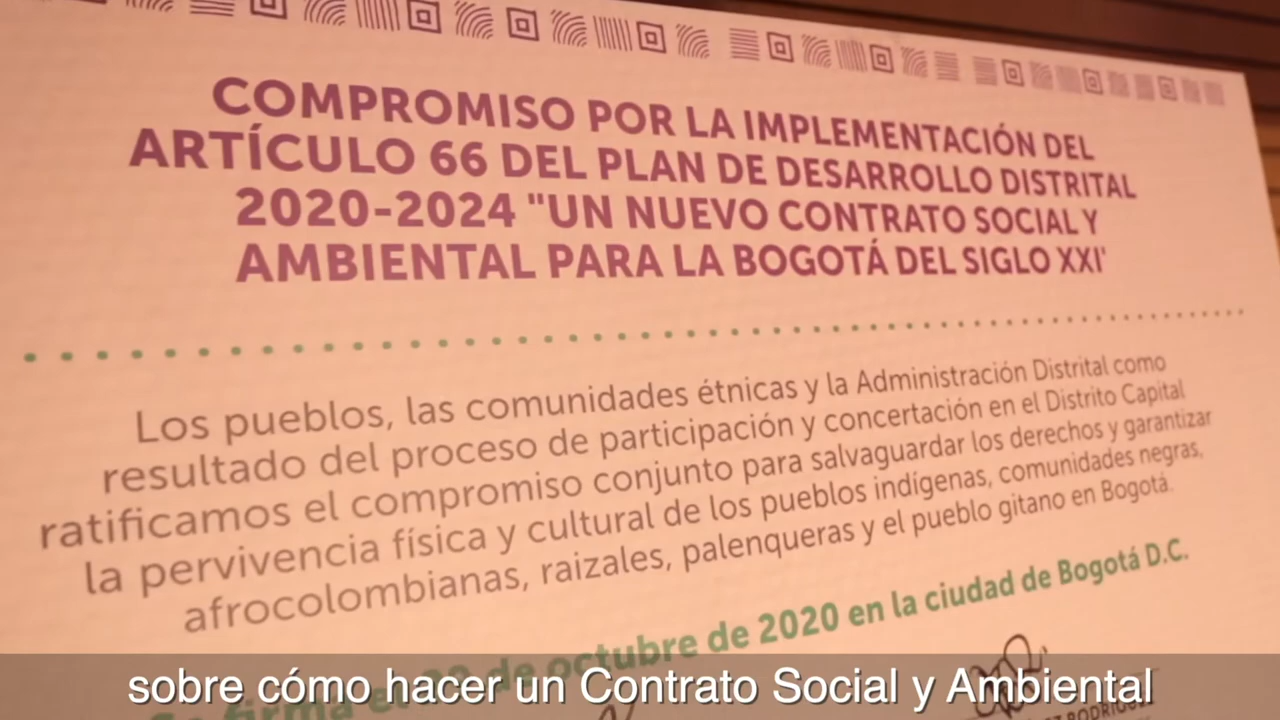 COMPROMISO POR LA IMPLEMENTACIÓN DEL
ARTÍCULO 66 DEL PLAN DE DESARROLLO DISTRITAL
2020-2024 "UN NUEVO CONTRATO SOCIAL Y
AMBIENTAL PARA LA BOGOTÁ DEL SIGLO XXI'
Los pueblos, las comunidades étnicas y la Administración Distrital como
resultado del proceso de participación y concertación en el Distrito Capital
ratificamos el compromiso conjunto para salvaguardar los derechos y garantizar
la pervivencia física y cultural de los pueblos indígenas, comunidades negras,
afrocolombianas, raizales, palenqueras y el pueblo gitano en Bogotá.
Se firma el de octubre de 2020 en la ciudad de Bogotá D.C.
sobre cómo hacer un Contrato Social y Ambiental